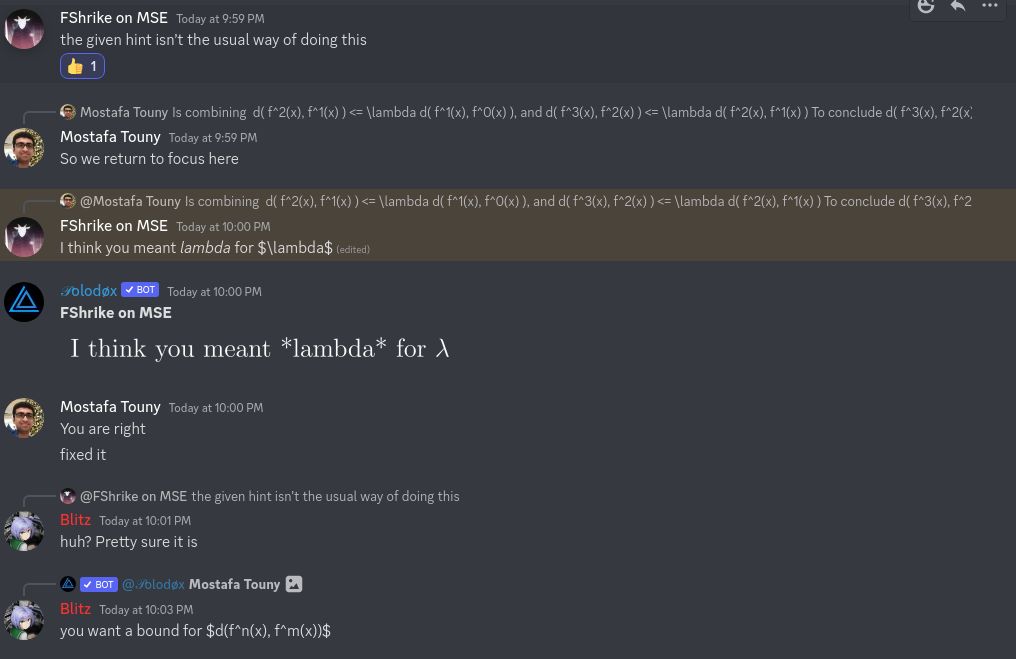 FShrike on MSE Today at 9:59 PM
the given hint isn't the usual way of doing this
👍 1
Mostafa Touny Is combining d( f^2(x), f^1(x) ) <= \lambda d( f^1(x), f^0(x) ), and d( f^3(x), f^2(x) ) <= \lambda d( f^2(x), f^1(x) ) To conclude d( f^3(x), f^2(x)
Mostafa Touny Today at 9:59 PM
So we return to focus here
@Mostafa Touny Is combining d( f^2(x), f^1(x) ) <= \lambda d( f^1(x), f^0(x) ), and d( f^3(x), f^2(x) ) <= \lambda d( f^2(x), f^1(x) ) To conclude d( f^3(x), f^2
FShrike on MSE Today at 10:00 PM
I think you meant lambda for $\lambda$ (edited)
𝒮olodøx ✓ BOT Today at 10:00 PM
FShrike on MSE
I think you meant *lambda* for λ
Mostafa Touny Today at 10:00 PM
You are right
fixed it
@FShrike on MSE the given hint isn't the usual way of doing this
Blitz Today at 10:01 PM
huh? Pretty sure it is
✓ BOT @𝒮olodøx Mostafa Touny
Blitz Today at 10:03 PM
you want a bound for $d(f^n(x), f^m(x))$